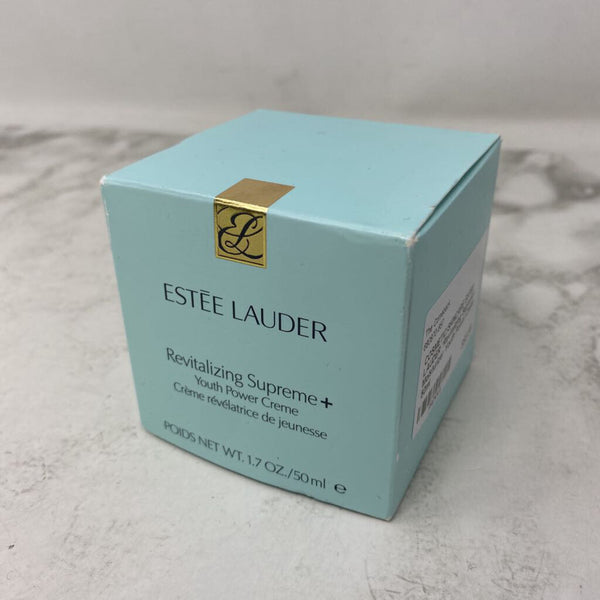 EL
ESTĒE LAUDER
Revitalizing Supreme+
Youth Power Creme
Crème révélatrice de jeunesse
POIDS NET WT. 1.7 OZ./50 ml e